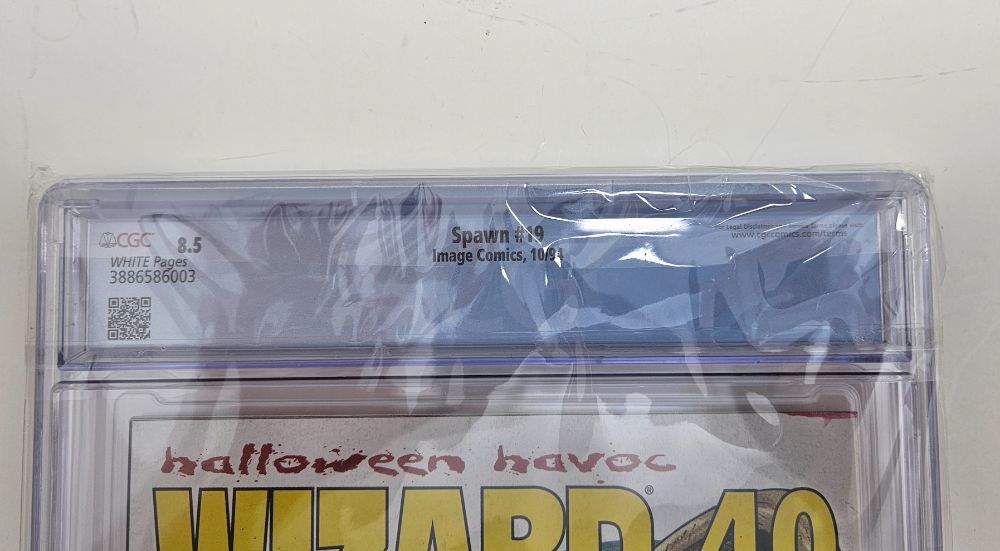 CGC
8.5
WHITE Pages
3886586003
Spawn #19
Image Comics, 10/94
www.cgccomics.com/terms
halloween havoc
WIZARD® 40